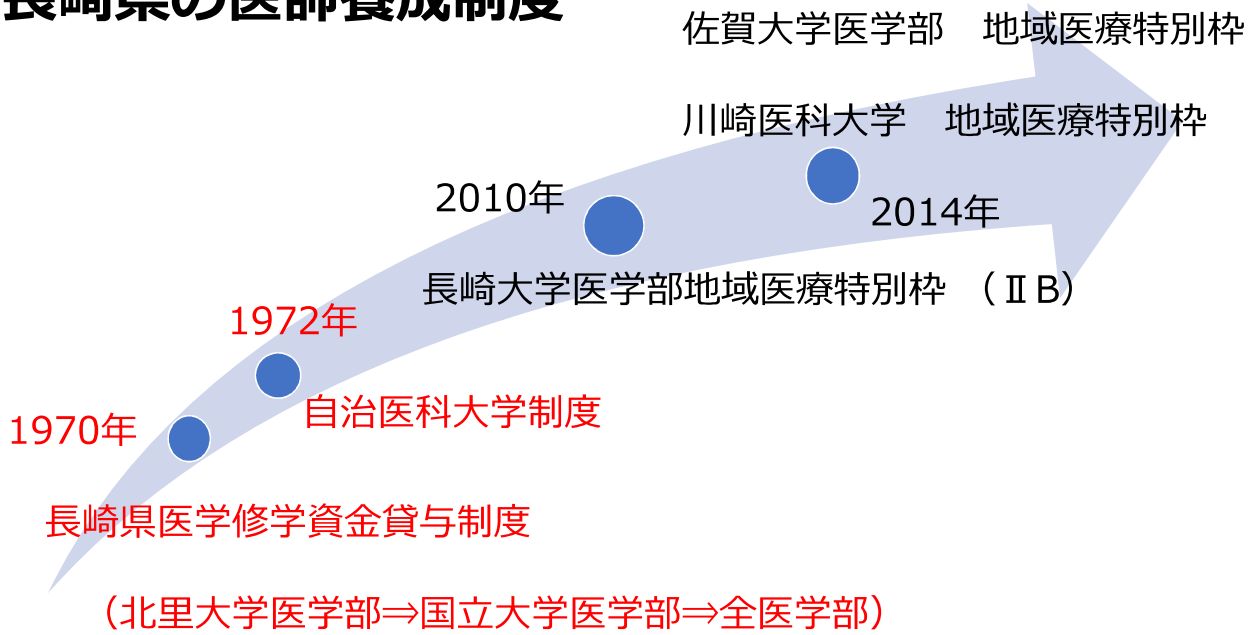 長崎県の医師養成制度
佐賀大学医学部　地域医療特別枠
川崎医科大学　地域医療特別枠
2010年
2014年
長崎大学医学部地域医療特別枠　（ⅡB）
1972年
自治医科大学制度
1970年
長崎県医学修学資金貸与制度
（北里大学医学部⇒国立大学医学部⇒全医学部）